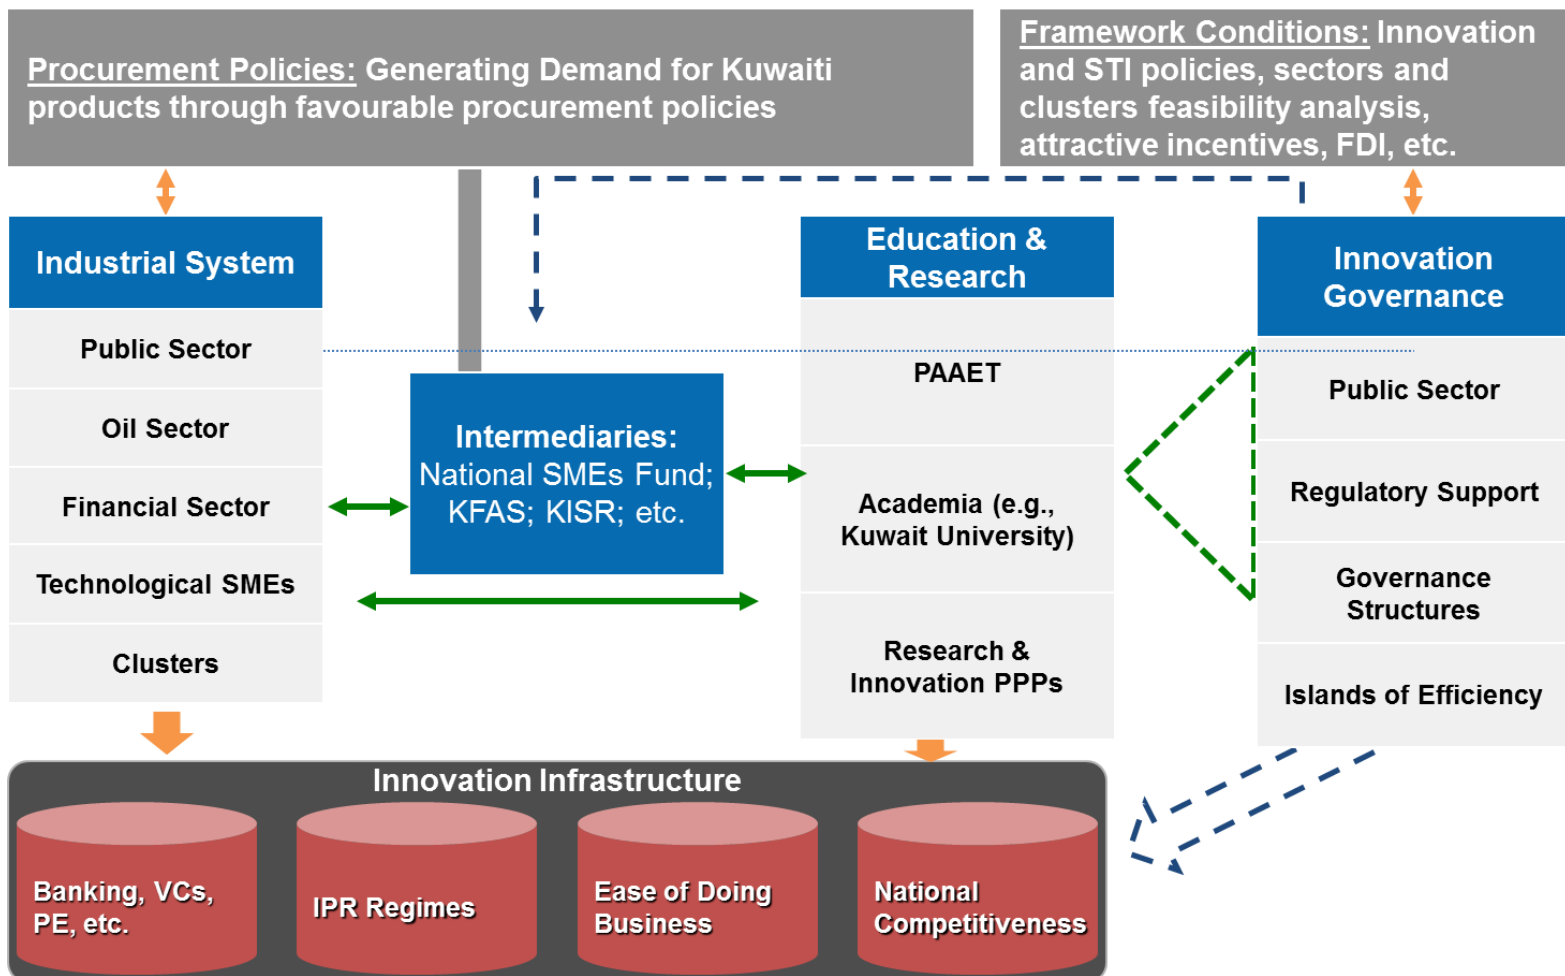 Procurement Policies: Generating Demand for Kuwaiti
products through favourable procurement policies
Framework Conditions: Innovation
and STI policies, sectors and
clusters feasibility analysis,
attractive incentives, FDI, etc.
Industrial System
Public Sector
Oil Sector
Financial Sector
Technological SMEs
Clusters
Intermediaries:
National SMEs Fund;
KFAS; KISR; etc.
Education &
Research
PAAET
Academia (e.g.,
Kuwait University)
Research &
Innovation PPPs
Innovation
Governance
Public Sector
Regulatory Support
Governance
Structures
Islands of Efficiency
Innovation Infrastructure
Banking, VCs,
PE, etc.
IPR Regimes
Ease of Doing
Business
National
Competitiveness